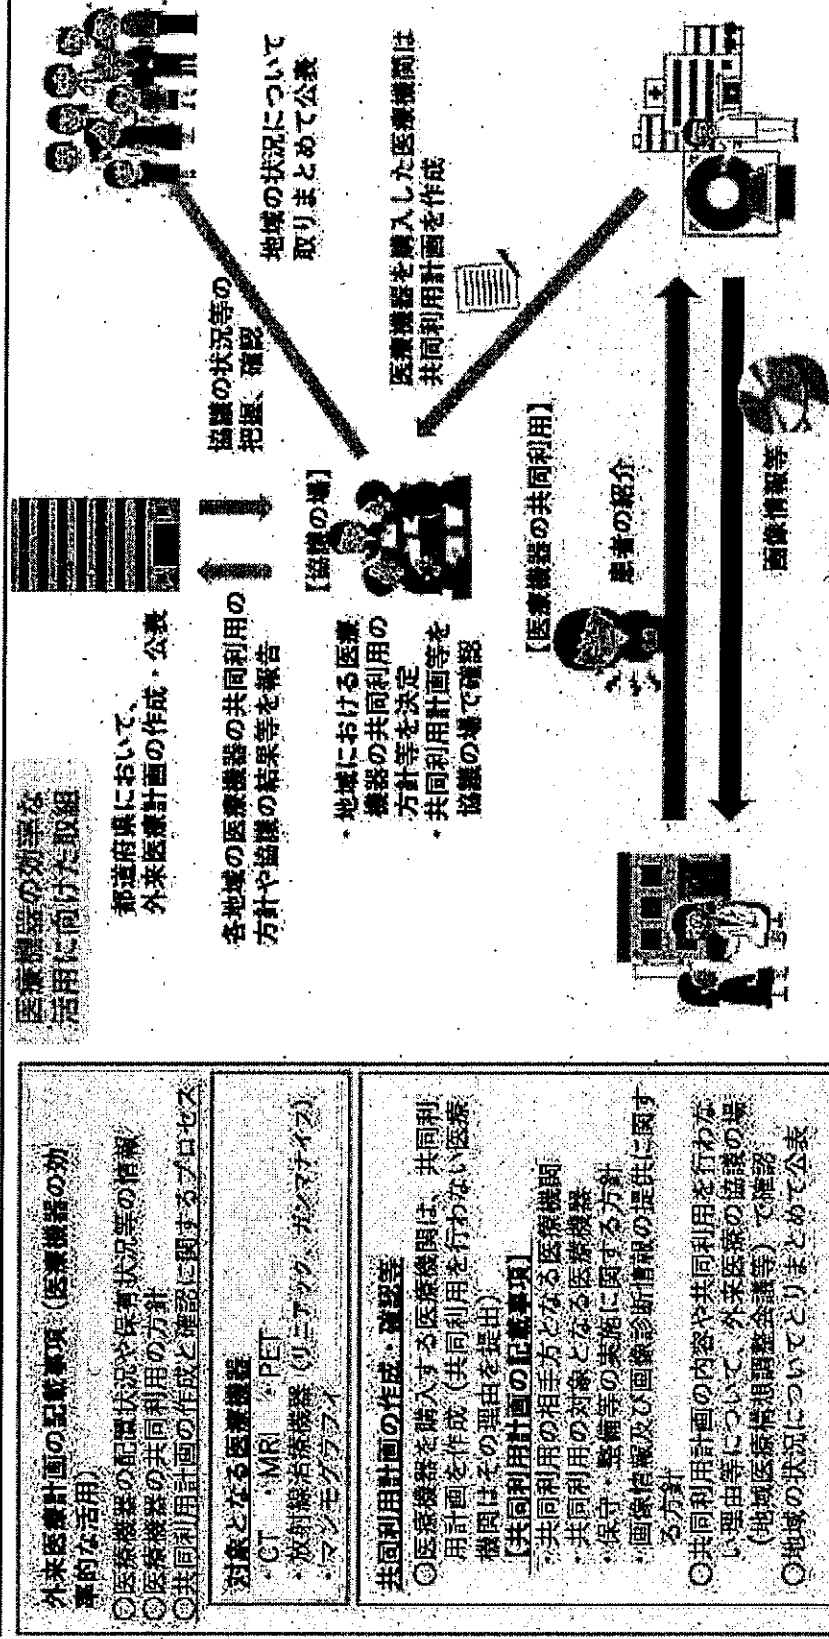 外来医療計画の記載事項（医療機器の効
率的な活用）
○医療機器の配置状況や保有状況等の情報
○医療機器の共同利用の方針
○共同利用計画の作成と確認に関するプロセス
対象となる医療機器
・CT ・MRI ・PET
・放射線治療機器（リニアック、ガンマナイフ）
・マンモグラフィ
共同利用計画の作成・確認等
○医療機器を購入する医療機関は、共同利
用計画を作成（共同利用を行わない医療
機関はその理由を提出）
【共同利用計画の記載事項】
・共同利用の相手方となる医療機関
・共同利用の対象となる医療機器
・保守・整備等の実施に関する方針
・画像情報及び画像診断情報の提供に関す
る方針
○共同利用計画の内容や共同利用を行わな
い理由等について、外来医療の協議の場
（地域医療構想調整会議等）で確認
○地域の状況についてとりまとめて公表
医療機器の効率な
活用に向けた取組
都道府県において、
外来医療計画の作成・公表
各地域の医療機器の共同利用の
方針や協議の結果等を報告
協議の状況等の
把握、確認
地域の状況について
取りまとめて公表
【協議の場】
・地域における医療
機器の共同利用の
方針等を決定
・共同利用計画等を
協議の場で確認
医療機器を購入した医療機関は
共同利用計画を作成
【医療機器の共同利用】
患者の紹介
画像情報等